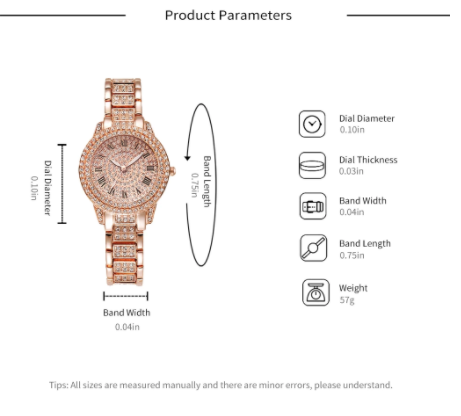 Product Parameters
Dial Diameter
0.10in
Band Length
0.75in
Band Width
0.04in
Dial Diameter
0.10in
Dial Thickness
0.03in
Band Width
0.04in
Band Length
0.75in
Weight
57g
Tips: All sizes are measured manually and there are minor errors, please understand.